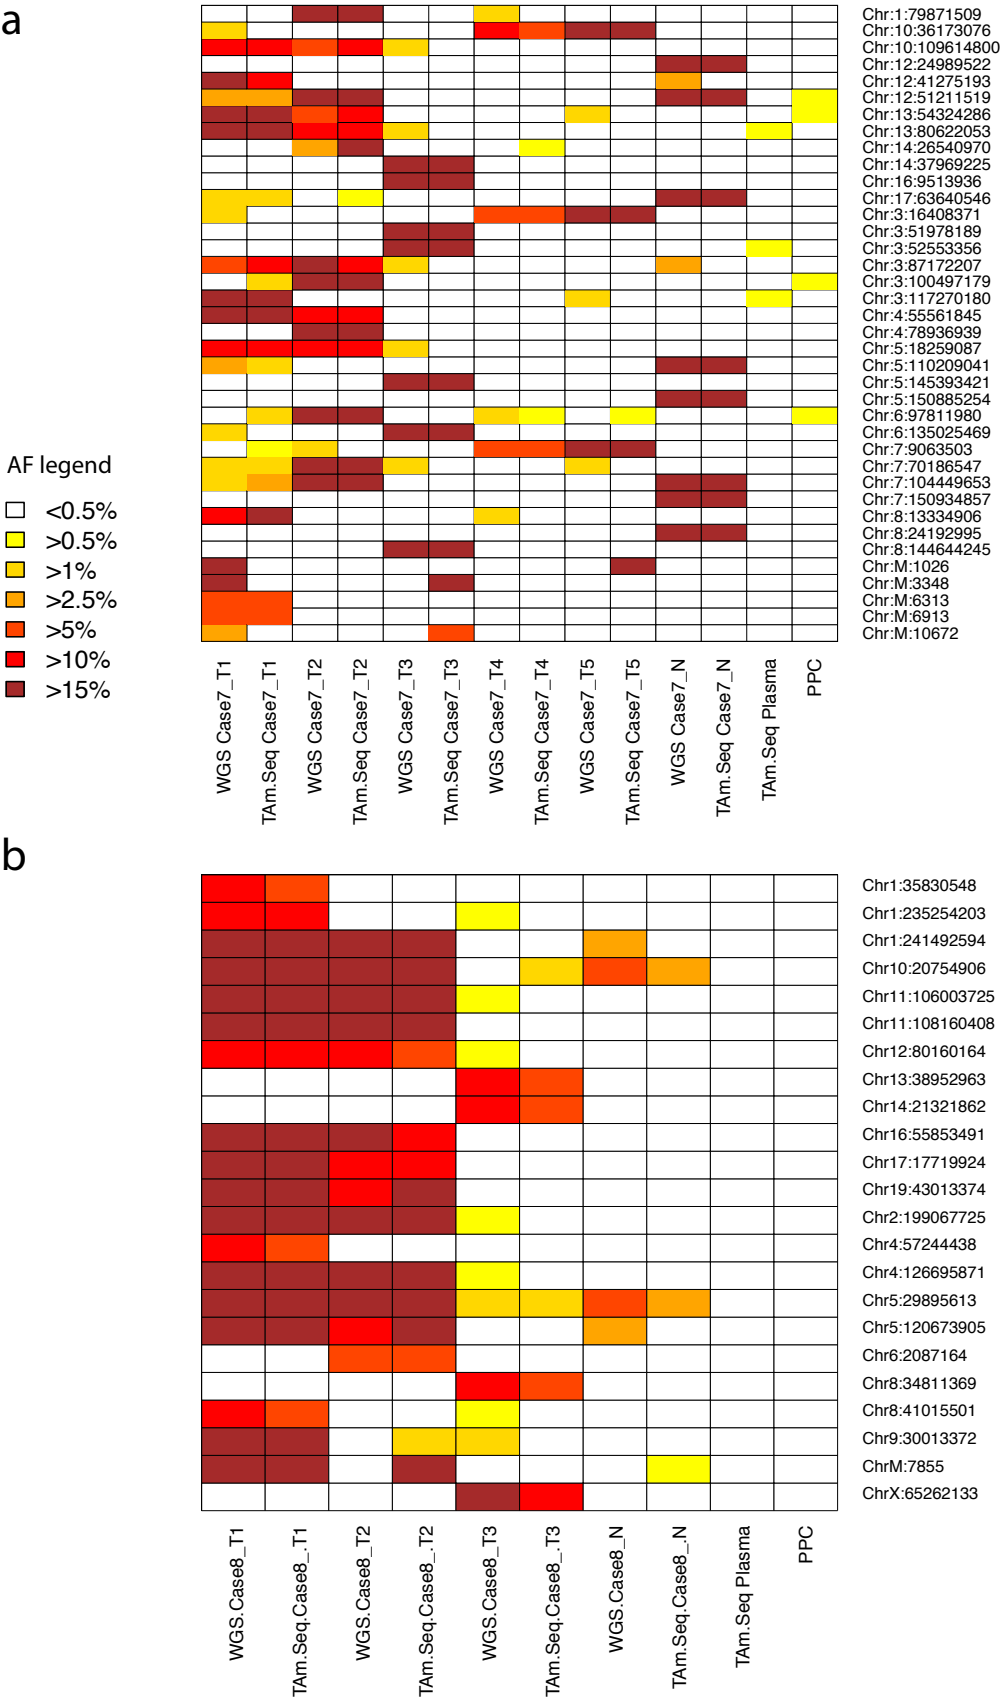 a
Chr:1:79871509
Chr:10:36173076
Chr:10:109614800
Chr:12:24989522
Chr:12:41275193
Chr:12:51211519
Chr:13:54324286
Chr:13:80622053
Chr:14:26540970
Chr:14:37969225
Chr:16:9513936
Chr:17:63640546
Chr:3:16408371
Chr:3:51978189
Chr:3:52553356
Chr:3:87172207
Chr:3:100497179
Chr:3:117270180
Chr:4:55561845
Chr:4:78936939
Chr:5:18259087
Chr:5:110209041
Chr:5:145393421
Chr:5:150885254
Chr:6:97811980
Chr:6:135025469
Chr:7:9063503
Chr:7:70186547
Chr:7:104449653
Chr:7:150934857
Chr:8:13334906
Chr:8:24192995
Chr:8:144644245
Chr:M:1026
Chr:M:3348
Chr:M:6313
Chr:M:6913
Chr:M:10672
AF legend
<0.5%
>0.5%
>1%
>2.5%
>5%
>10%
>15%
WGS Case7_T1
TAm.Seq Case7_T1
WGS Case7_T2
TAm.Seq Case7_T2
WGS Case7_T3
TAm.Seq Case7_T3
WGS Case7_T4
TAm.Seq Case7_T4
WGS Case7_T5
TAm.Seq Case7_T5
WGS Case7_N
TAm.Seq Case7_N
TAm.Seq Plasma
PPC
b
Chr1:35830548
Chr1:235254203
Chr1:241492594
Chr10:20754906
Chr11:106003725
Chr11:108160408
Chr12:80160164
Chr13:38952963
Chr14:21321862
Chr16:55853491
Chr17:17719924
Chr19:43013374
Chr2:199067725
Chr4:57244438
Chr4:126695871
Chr5:29895613
Chr5:120673905
Chr6:2087164
Chr8:34811369
Chr8:41015501
Chr9:30013372
ChrM:7855
ChrX:65262133
WGS.Case8_T1
TAm.Seq.Case8_.T1
WGS.Case8_T2
TAm.Seq.Case8_.T2
WGS.Case8_T3
TAm.Seq.Case8_.T3
WGS.Case8_N
TAm.Seq.Case8_.N
TAm.Seq Plasma
PPC